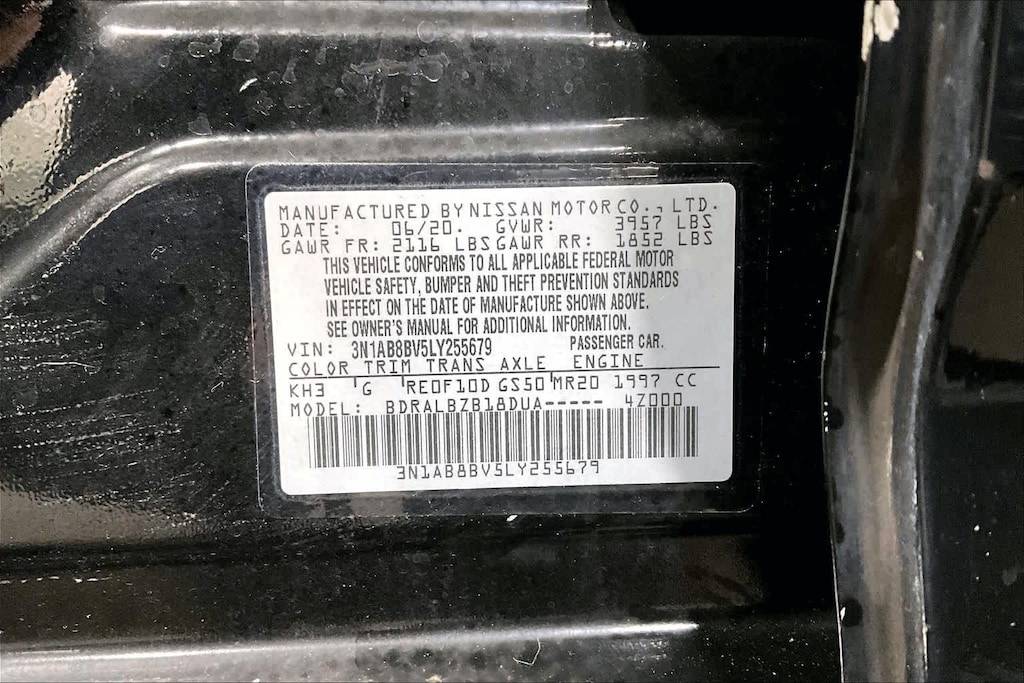 MANUFACTURED BY NISSAN MOTOR CO., LTD.
DATE: 06/20. GVWR: 3957 LBS
GAWR FR: 2116 LBS GAWR RR: 1852 LBS
THIS VEHICLE CONFORMS TO ALL APPLICABLE FEDERAL MOTOR
VEHICLE SAFETY, BUMPER AND THEFT PREVENTION STANDARDS
IN EFFECT ON THE DATE OF MANUFACTURE SHOWN ABOVE.
SEE OWNER'S MANUAL FOR ADDITIONAL INFORMATION.
VIN: 3N1AB8BV5LY255679 PASSENGER CAR.
COLOR TRIM TRANS AXLE ENGINE
KH3 G RE0F10D GS50 MR20 1997 CC
MODEL: BDRALBZB18DUA----- 4Z000
3N1AB8BV5LY255679